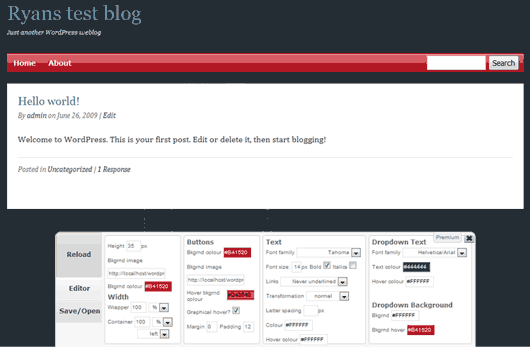 Ryans test blog
Just another WordPress weblog
Home About Search
Hello world!
By admin on June 26, 2009 | Edit
Welcome to WordPress. This is your first post. Edit or delete it, then start blogging!
Posted in Uncategorized | 1 Response
Premium
Reload
Editor
Save/Open
Height 35 px
Bkgrnd image
http://localhost/wordpr
Bkgrnd colour #B41520
Width
Wrapper 100 %
Container 100 %
left
Buttons
Bkgrnd colour #B41520
Bkgrnd image
http://localhost/wordpr
Hover bkgrnd colour
Graphical hover?
Margin 0 Padding 12
Text
Font family Tahoma
Font size 14 px Bold Italics
Links Never underlined
Transformation normal
Letter spacing px
Colour #FFFFFF
Hover colour #FFFFFF
Dropdown Text
Font family Helvetica/Arial
Text colour #444444
Hover colour #FFFFFF
Dropdown Background
Bkgrnd #FFFFFF
Bkgrnd hover #B41520